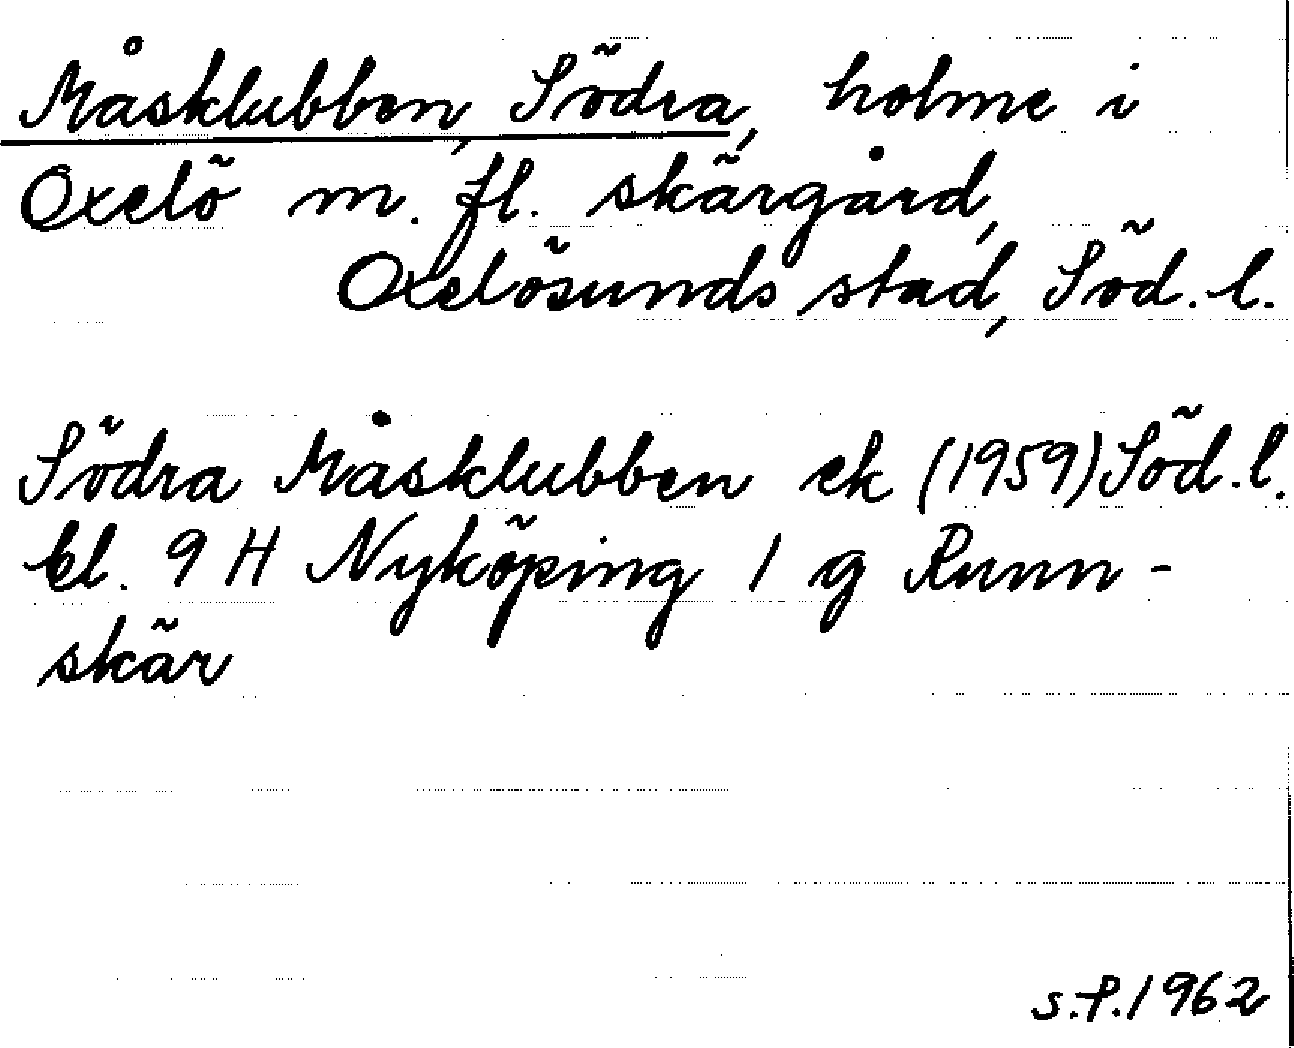 Måsklubben, Södra, holme i
Oxelö m. fl. skärgård,
Oxelösunds stad, Söd. l.
Södra Måsklubben ek (1959) Söd. l.
bl. 9 H Nyköping 1 g Runn-
skär
S.P. 1962